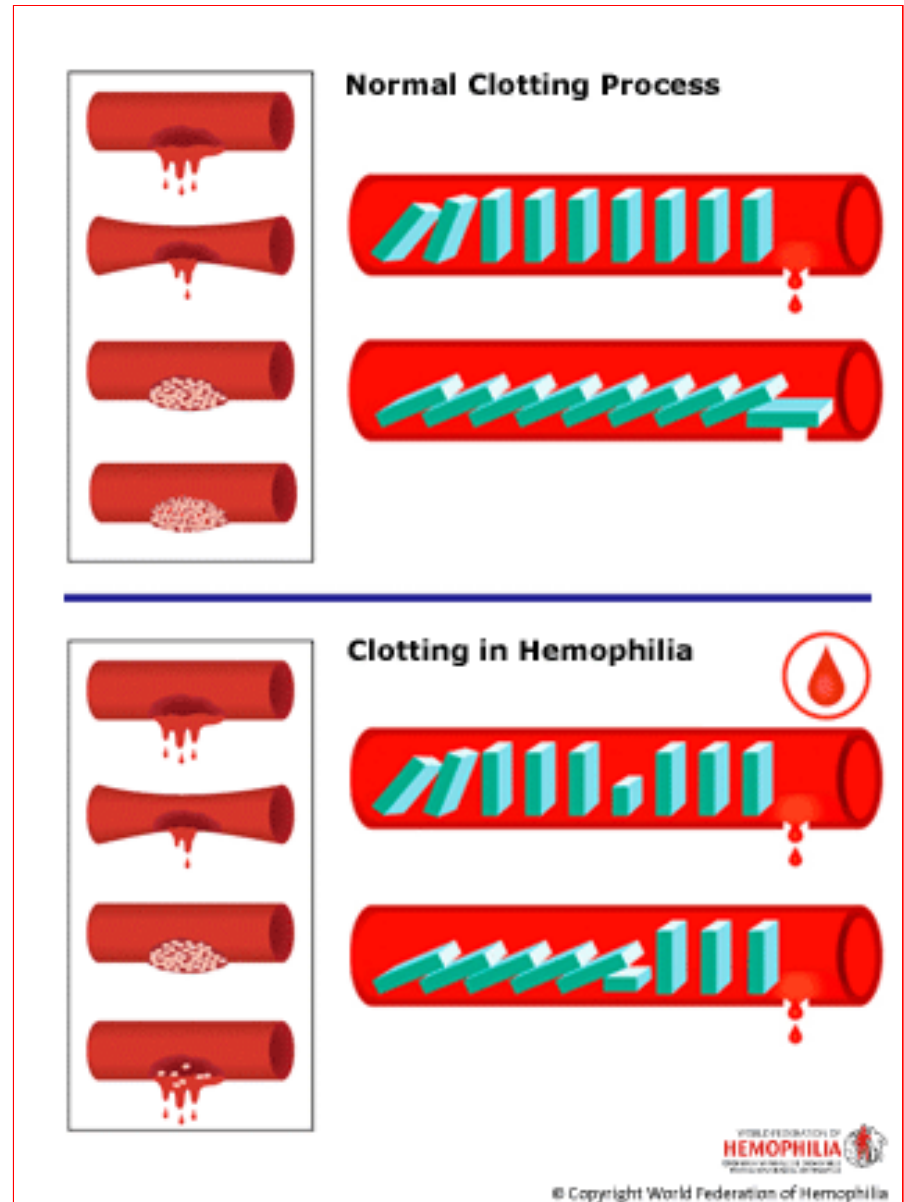 Normal Clotting Process
Clotting in Hemophilia
WORLD FEDERATION OF
HEMOPHILIA
© Copyright World Federation of Hemophilia